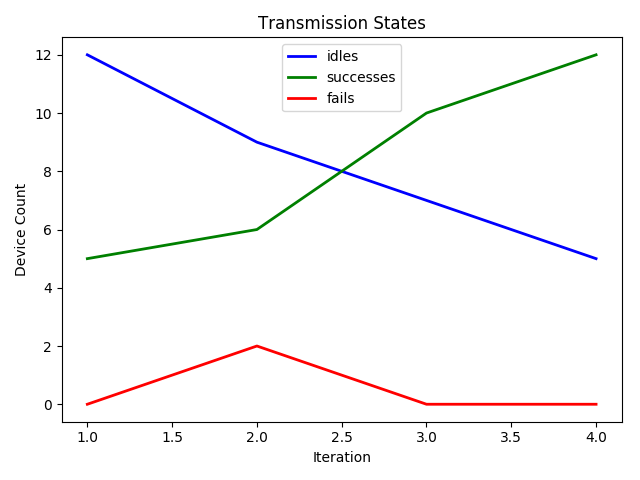 Transmission States
idles
successes
fails
Device Count
12
10
8
6
4
2
0
1.0 1.5 2.0 2.5 3.0 3.5 4.0
Iteration